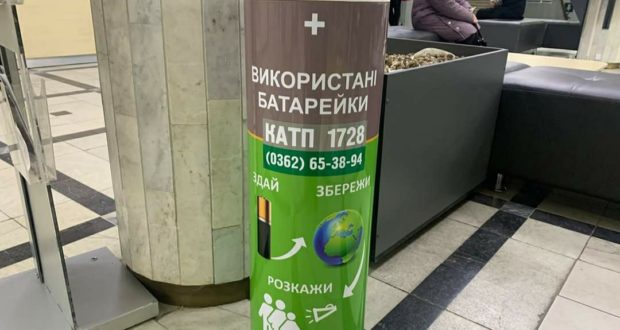 +
ВИКОРИСТАНІ
БАТАРЕЙКИ
КАТП 1728
(0362) 65-38-94
ЗДАЙ
ЗБЕРЕЖИ
РОЗКАЖИ